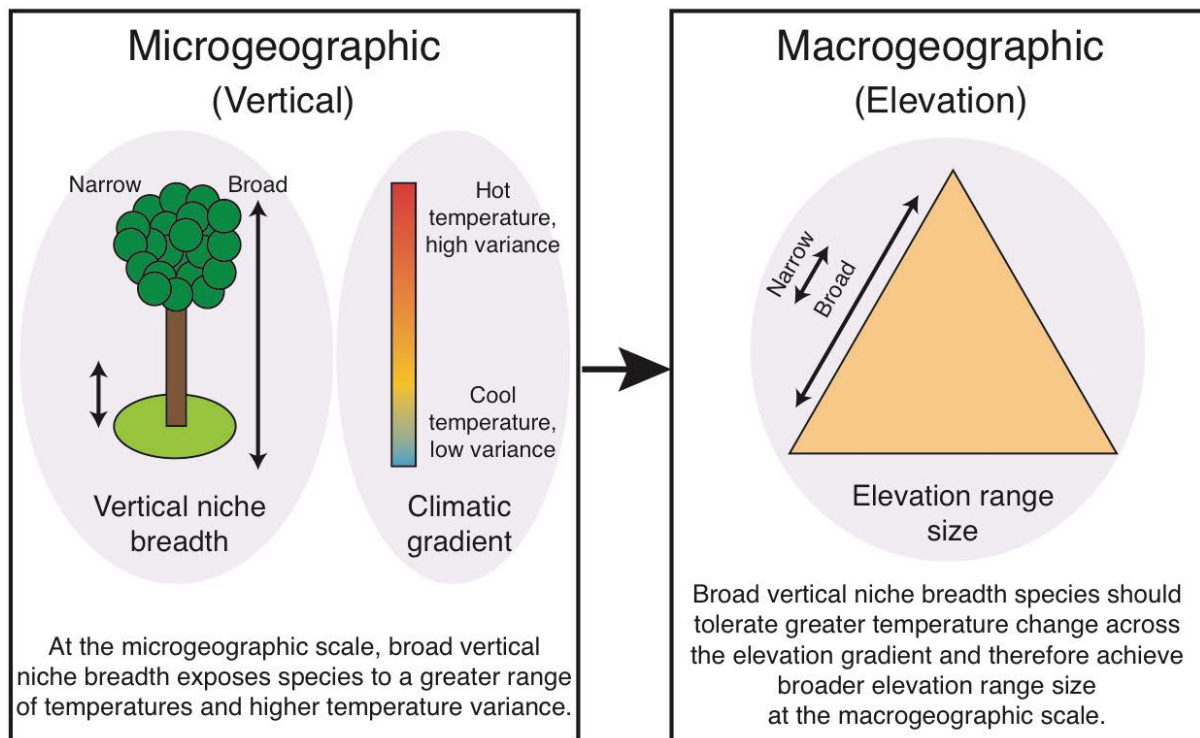 Microgeographic
(Vertical)
Narrow
Broad
Hot
temperature,
high variance
Cool
temperature,
low variance
Vertical niche
breadth
Climatic
gradient
At the microgeographic scale, broad vertical
niche breadth exposes species to a greater range
of temperatures and higher temperature variance.
Macrogeographic
(Elevation)
Narrow
Broad
Elevation range
size
Broad vertical niche breadth species should
tolerate greater temperature change across
the elevation gradient and therefore achieve
broader elevation range size
at the macrogeographic scale.